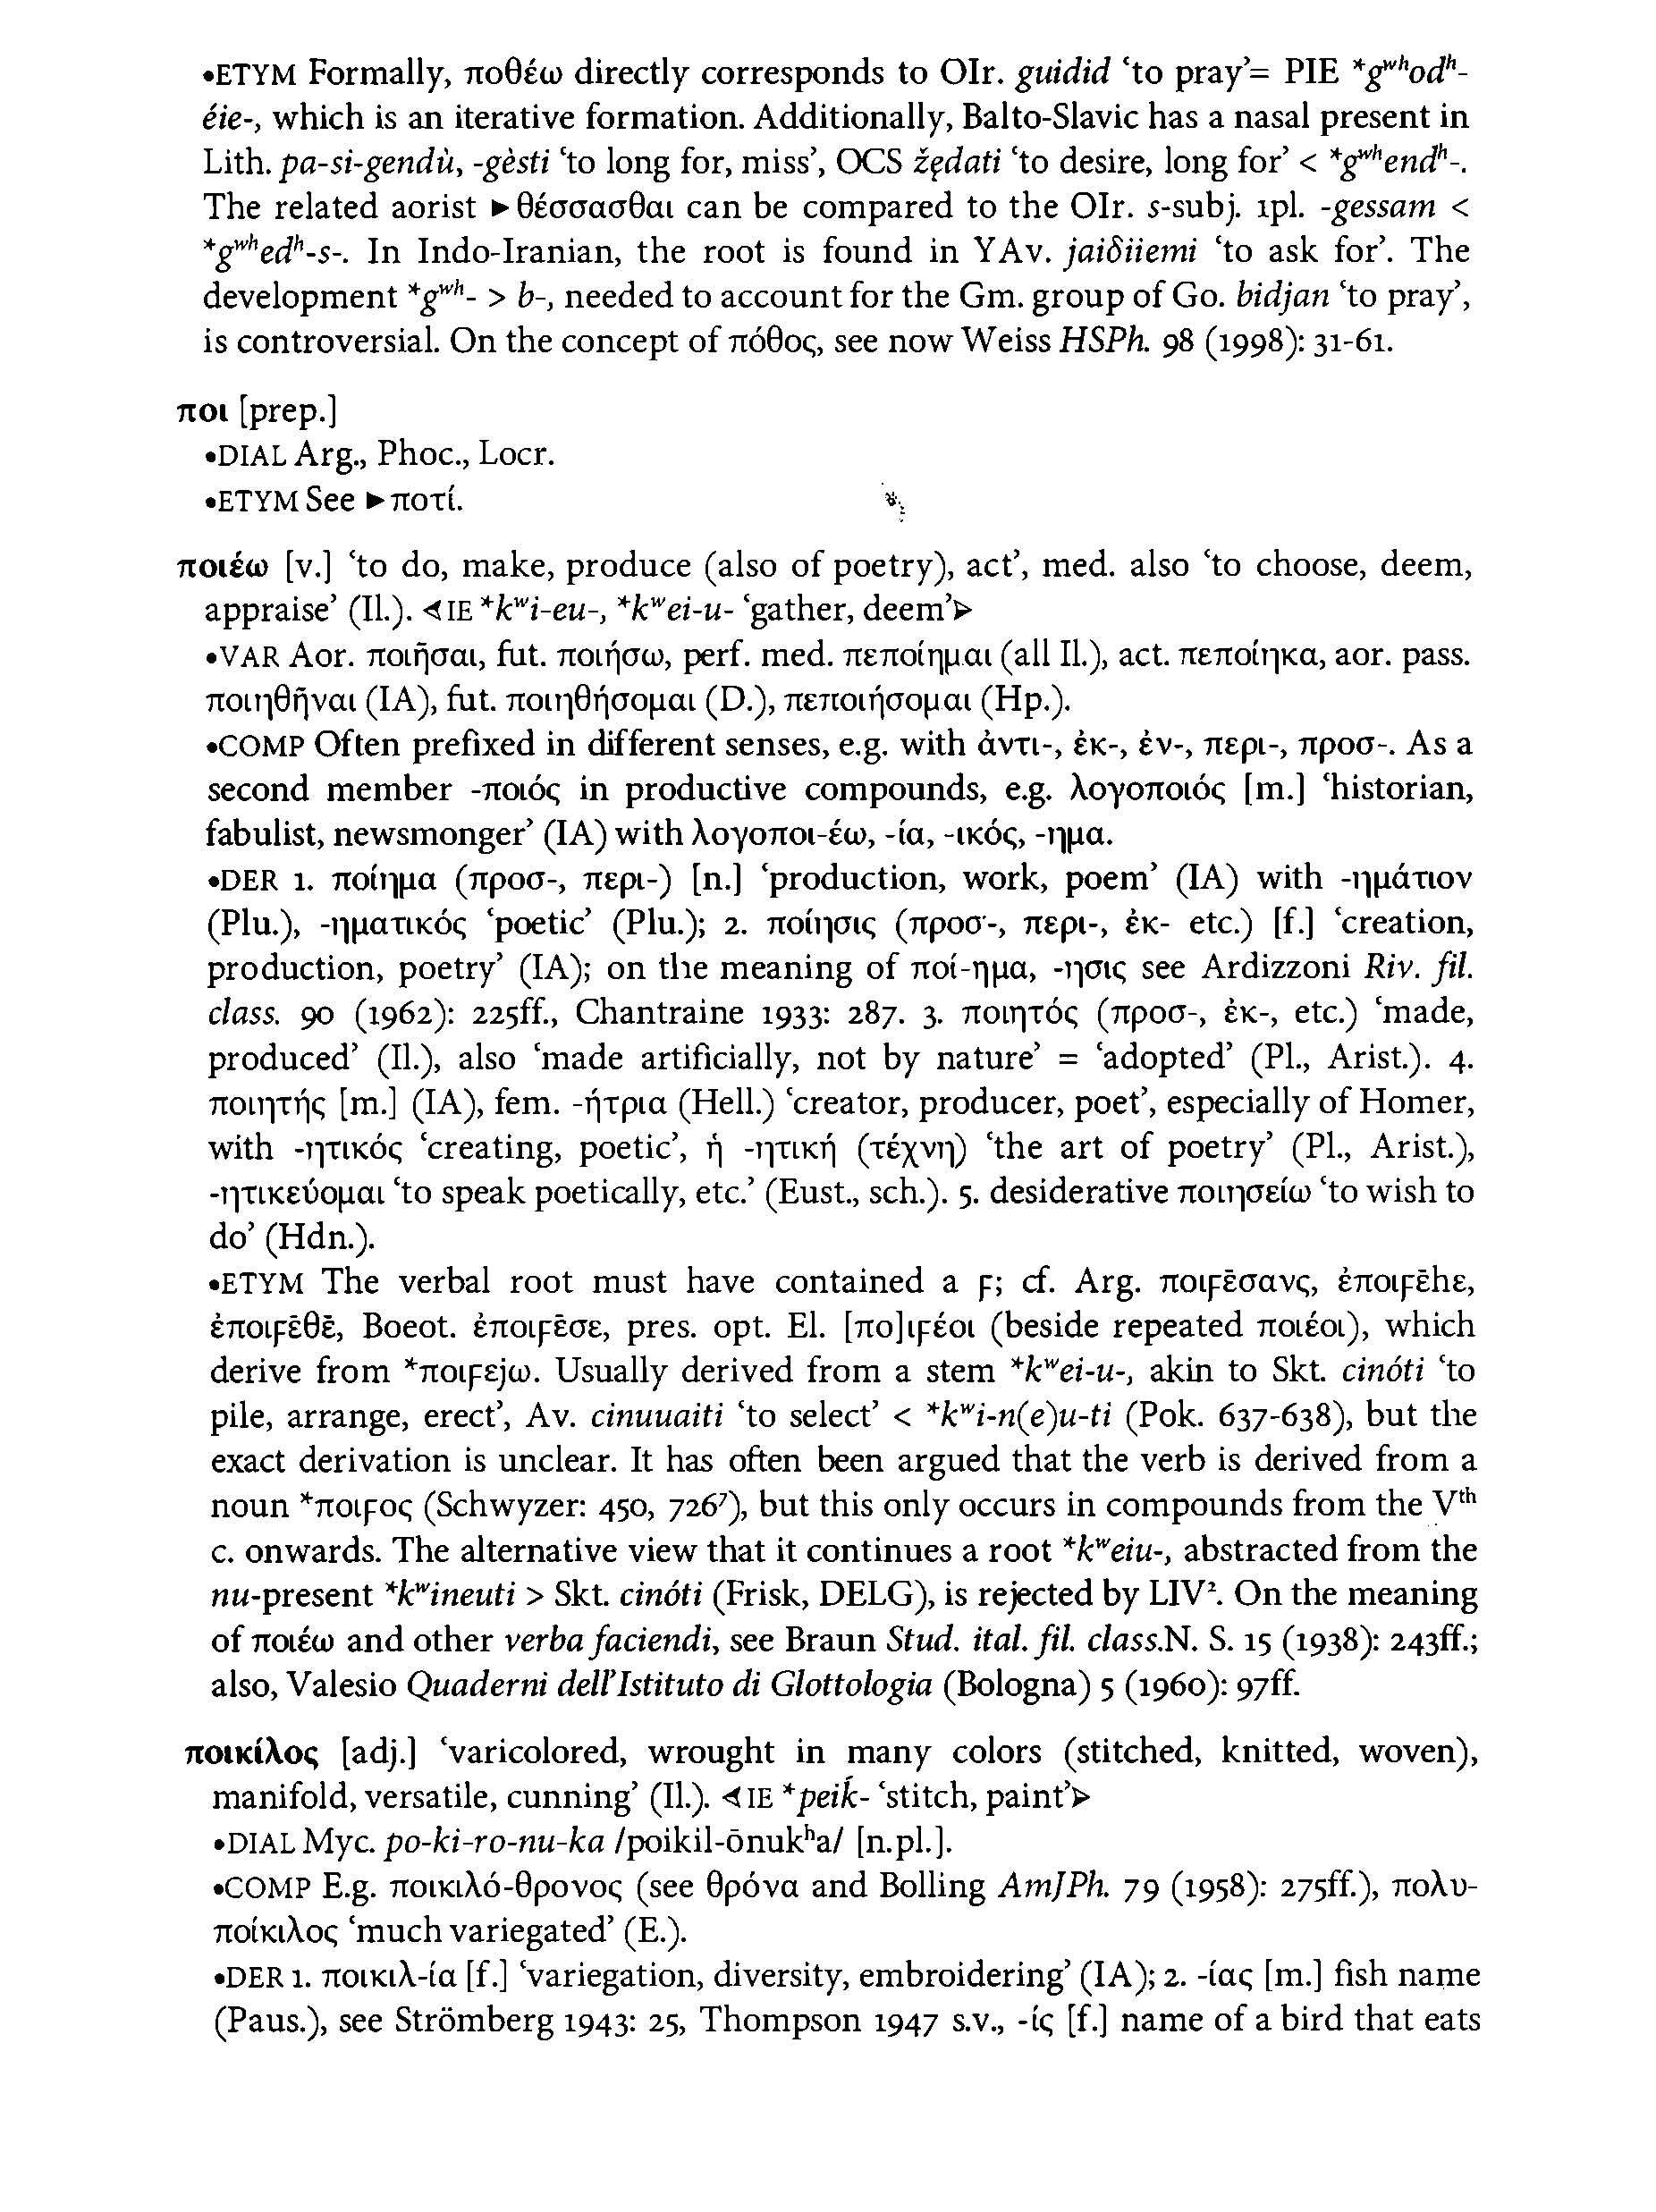 •ETYM Formally, ποθέω directly corresponds to OIr. guidid ‘to pray’= PIE *gʷʰodʰ-
éie-, which is an iterative formation. Additionally, Balto-Slavic has a nasal present in
Lith. pa-si-gendù, -gèsti ‘to long for, miss’, OCS žędati ‘to desire, long for’ < *gʷʰendʰ-.
The related aorist ►θέσσασθαι can be compared to the OIr. s-subj. 1pl. -gessam <
*gʷʰedʰ-s-. In Indo-Iranian, the root is found in YAv. jaiδiiemi ‘to ask for’. The
development *gʷʰ- > b-, needed to account for the Gm. group of Go. bidjan ‘to pray’,
is controversial. On the concept of πόθος, see now Weiss HSPh. 98 (1998): 31-61.
ποι [prep.]
•DIAL Arg., Phoc., Locr.
•ETYM See ►ποτί.
ποιέω [v.] ‘to do, make, produce (also of poetry), act’, med. also ‘to choose, deem,
appraise’ (Il.). ⊲IE *kʷi-eu-, *kʷei-u- ‘gather, deem’⊳
•VAR Aor. ποιῆσαι, fut. ποιήσω, perf. med. πεποίημαι (all Il.), act. πεποίηκα, aor. pass.
ποιηθῆναι (IA), fut. ποιηθήσομαι (D.), πεποιήσομαι (Hp.).
•COMP Often prefixed in different senses, e.g. with ἀντι-, ἐκ-, ἐν-, περι-, προσ-. As a
second member -ποιός in productive compounds, e.g. λογοποιός [m.] ‘historian,
fabulist, newsmonger’ (IA) with λογοποι-έω, -ία, -ικός, -ημα.
•DER 1. ποίημα (προσ-, περι-) [n.] ‘production, work, poem’ (IA) with -ημάτιον
(Plu.), -ηματικός ‘poetic’ (Plu.); 2. ποίησις (προσ-, περι-, ἐκ- etc.) [f.] ‘creation,
production, poetry’ (IA); on the meaning of ποί-ημα, -ησις see Ardizzoni Riv. fil.
class. 90 (1962): 225ff., Chantraine 1933: 287. 3. ποιητός (προσ-, ἐκ-, etc.) ‘made,
produced’ (Il.), also ‘made artificially, not by nature’ = ‘adopted’ (Pl., Arist.). 4.
ποιητής [m.] (IA), fem. -ήτρια (Hell.) ‘creator, producer, poet’, especially of Homer,
with -ητικός ‘creating, poetic’, ἡ -ητική (τέχνη) ‘the art of poetry’ (Pl., Arist.),
-ητικεύομαι ‘to speak poetically, etc.’ (Eust., sch.). 5. desiderative ποιησείω ‘to wish to
do’ (Hdn.).
•ETYM The verbal root must have contained a ϝ; cf. Arg. ποιϝε̄σανς, ἐποιϝε̄hε,
ἐποιϝε̄θε̄, Boeot. ἐποιϝε̄σε, pres. opt. El. [πο]ιϝέοι (beside repeated ποιέοι), which
derive from *ποιϝεjω. Usually derived from a stem *kʷei-u-, akin to Skt. cinóti ‘to
pile, arrange, erect’, Av. cinuuaiti ‘to select’ < *kʷi-n(e)u-ti (Pok. 637-638), but the
exact derivation is unclear. It has often been argued that the verb is derived from a
noun *ποιϝος (Schwyzer: 450, 726⁷), but this only occurs in compounds from the Vᵗʰ
c. onwards. The alternative view that it continues a root *kʷeiu-, abstracted from the
nu-present *kʷineuti > Skt. cinóti (Frisk, DELG), is rejected by LIV². On the meaning
of ποιέω and other verba faciendi, see Braun Stud. ital. fil. class.N. S. 15 (1938): 243ff.;
also, Valesio Quaderni dell’Istituto di Glottologia (Bologna) 5 (1960): 97ff.
ποικίλος [adj.] ‘varicolored, wrought in many colors (stitched, knitted, woven),
manifold, versatile, cunning’ (Il.). ⊲IE *peiḱ- ‘stitch, paint’⊳
•DIAL Myc. po-ki-ro-nu-ka /poikil-ōnukʰa/ [n.pl.].
•COMP E.g. ποικιλό-θρονος (see θρόνα and Bolling AmJPh. 79 (1958): 275ff.), πολυ-
ποίκιλος ‘much variegated’ (E.).
•DER 1. ποικιλ-ία [f.] ‘variegation, diversity, embroidering’ (IA); 2. -ίας [m.] fish name
(Paus.), see Strömberg 1943: 25, Thompson 1947 s.v., -ίς [f.] name of a bird that eats